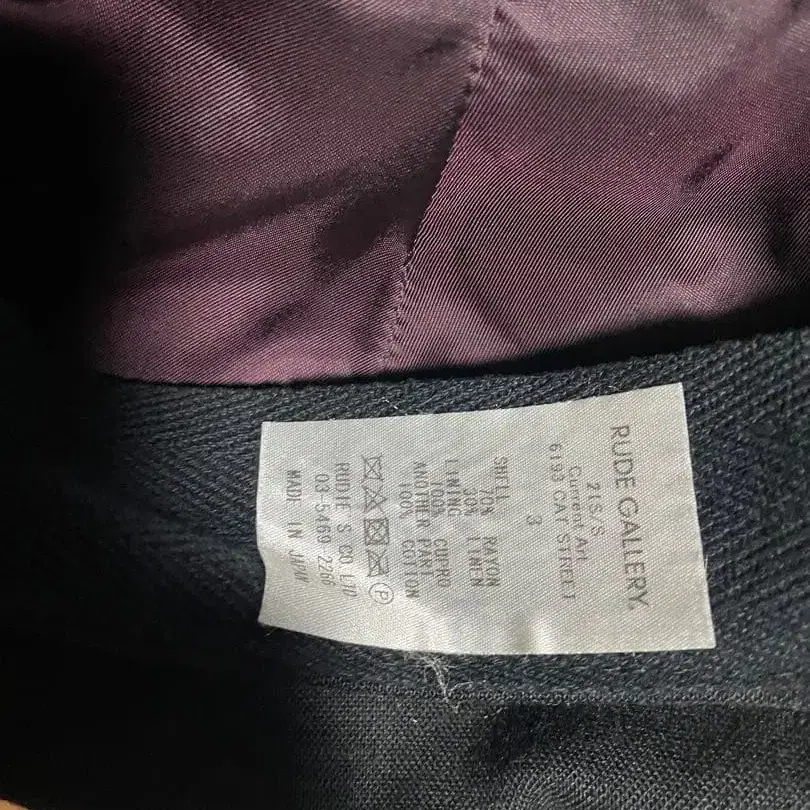 RUDE GALLERY
21S/S
Current Art
6193 CAT STREET
3
SHELL
70% RAYON
30% LINEN
LINING
100% CUPRO
ANOTHER PART
100% COTTON
P
RUDIE'S CO.LTD
03-5469-2266
MADE IN JAPAN